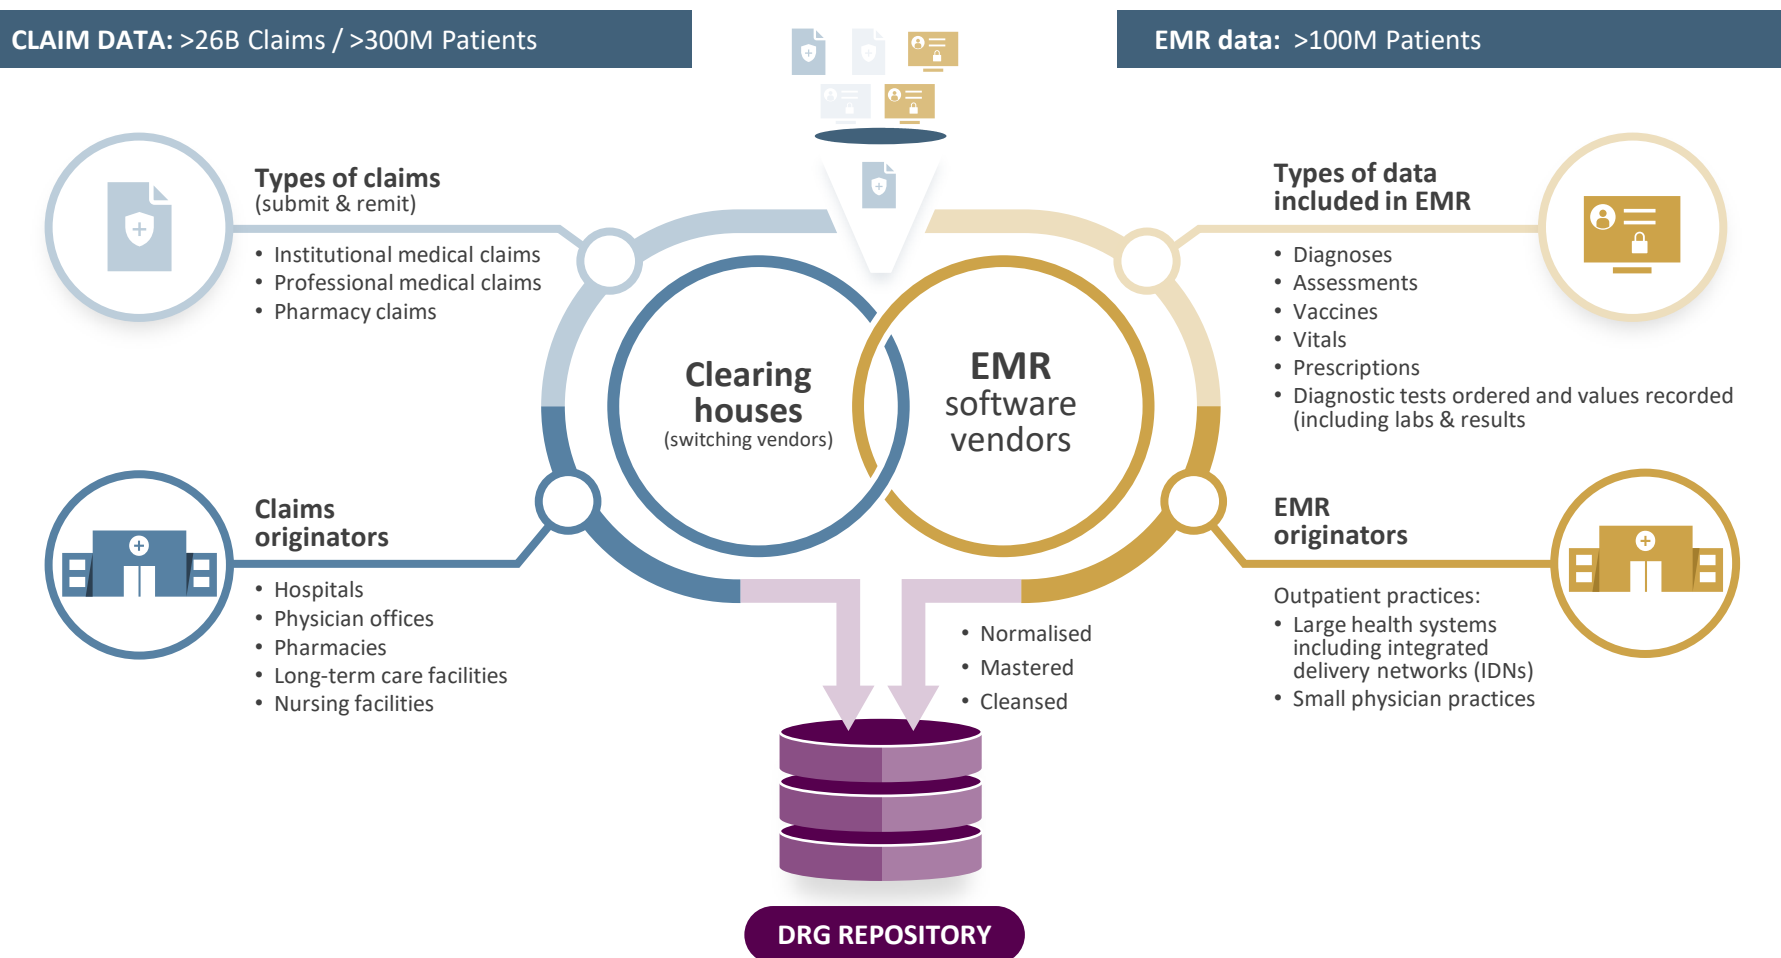 CLAIM DATA: >26B Claims / >300M Patients
EMR data: >100M Patients
Types of claims
(submit & remit)
• Institutional medical claims
• Professional medical claims
• Pharmacy claims
Claims
originators
• Hospitals
• Physician offices
• Pharmacies
• Long-term care facilities
• Nursing facilities
Clearing
houses
(switching vendors)
EMR
software
vendors
Types of data
included in EMR
• Diagnoses
• Assessments
• Vaccines
• Vitals
• Prescriptions
• Diagnostic tests ordered and values recorded
(including labs & results
EMR
originators
Outpatient practices:
• Large health systems
including integrated
delivery networks (IDNs)
• Small physician practices
• Normalised
• Mastered
• Cleansed
DRG REPOSITORY